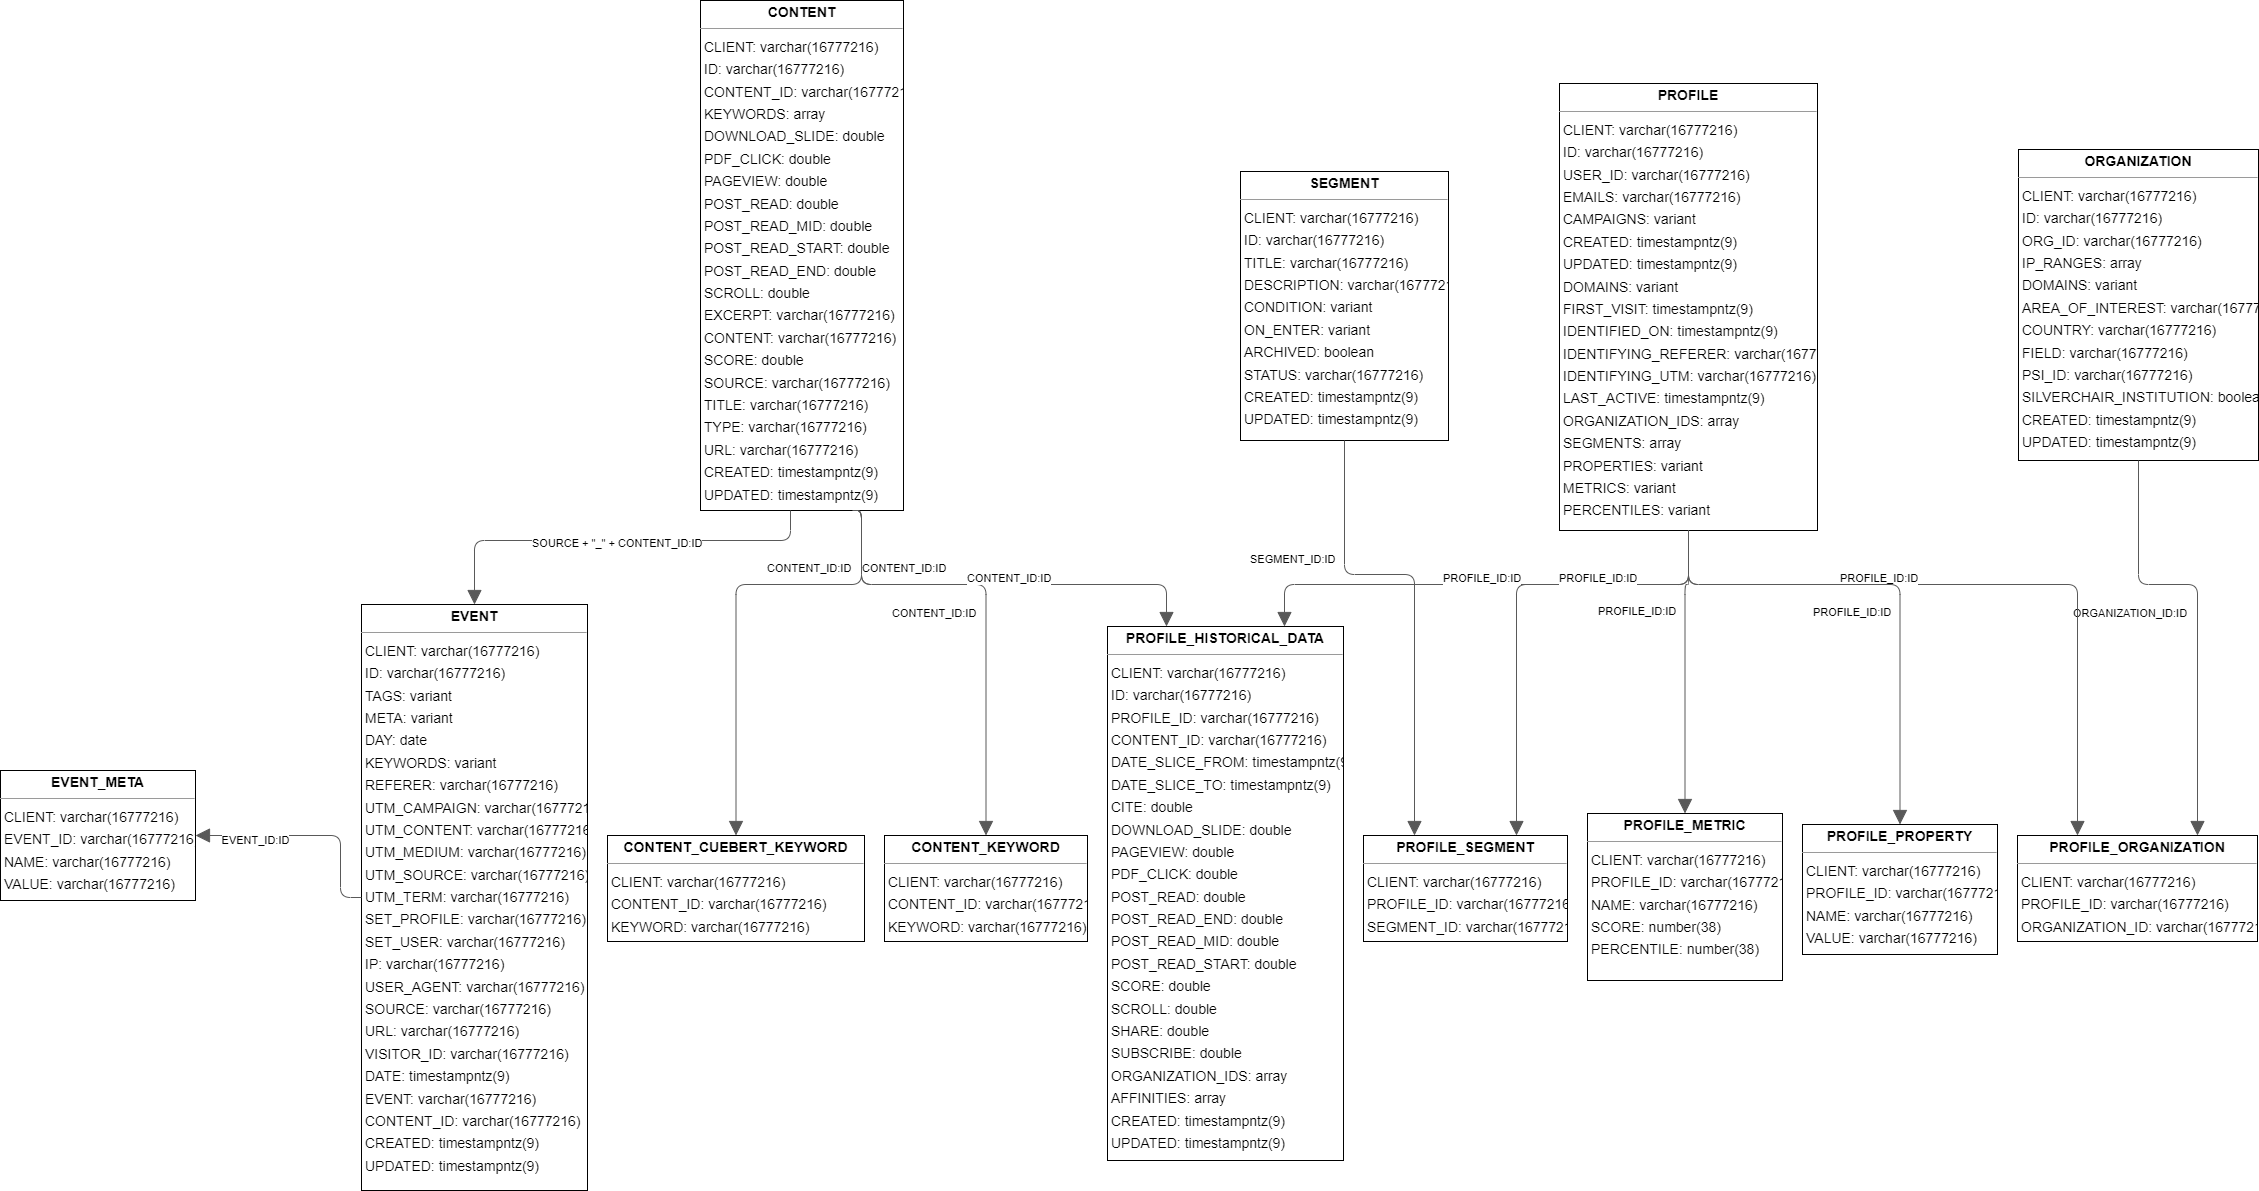 CONTENT
CLIENT: varchar(16777216)
ID: varchar(16777216)
CONTENT_ID: varchar(1677721
KEYWORDS: array
DOWNLOAD_SLIDE: double
PDF_CLICK: double
PAGEVIEW: double
POST_READ: double
POST_READ_MID: double
POST_READ_START: double
POST_READ_END: double
SCROLL: double
EXCERPT: varchar(16777216)
CONTENT: varchar(16777216)
SCORE: double
SOURCE: varchar(16777216)
TITLE: varchar(16777216)
TYPE: varchar(16777216)
URL: varchar(16777216)
CREATED: timestampntz(9)
UPDATED: timestampntz(9)
SEGMENT
CLIENT: varchar(16777216)
ID: varchar(16777216)
TITLE: varchar(16777216)
DESCRIPTION: varchar(1677721
CONDITION: variant
ON_ENTER: variant
ARCHIVED: boolean
STATUS: varchar(16777216)
CREATED: timestampntz(9)
UPDATED: timestampntz(9)
PROFILE
CLIENT: varchar(16777216)
ID: varchar(16777216)
USER_ID: varchar(16777216)
EMAILS: varchar(16777216)
CAMPAIGNS: variant
CREATED: timestampntz(9)
UPDATED: timestampntz(9)
DOMAINS: variant
FIRST_VISIT: timestampntz(9)
IDENTIFIED_ON: timestampntz(9)
IDENTIFYING_REFERER: varchar(1677
IDENTIFYING_UTM: varchar(16777216)
LAST_ACTIVE: timestampntz(9)
ORGANIZATION_IDS: array
SEGMENTS: array
PROPERTIES: variant
METRICS: variant
PERCENTILES: variant
ORGANIZATION
CLIENT: varchar(16777216)
ID: varchar(16777216)
ORG_ID: varchar(16777216)
IP_RANGES: array
DOMAINS: variant
AREA_OF_INTEREST: varchar(16777
COUNTRY: varchar(16777216)
FIELD: varchar(16777216)
PSI_ID: varchar(16777216)
SILVERCHAIR_INSTITUTION: boolea
CREATED: timestampntz(9)
UPDATED: timestampntz(9)
SOURCE + "_" + CONTENT_ID:ID
CONTENT_ID:ID
CONTENT_ID:ID
CONTENT_ID:ID
CONTENT_ID:ID
SEGMENT_ID:ID
PROFILE_ID:ID
PROFILE_ID:ID
PROFILE_ID:ID
PROFILE_ID:ID
PROFILE_ID:ID
ORGANIZATION_ID:ID
EVENT_META
CLIENT: varchar(16777216)
EVENT_ID: varchar(16777216)
NAME: varchar(16777216)
VALUE: varchar(16777216)
EVENT_ID:ID
EVENT
CLIENT: varchar(16777216)
ID: varchar(16777216)
TAGS: variant
META: variant
DAY: date
KEYWORDS: variant
REFERER: varchar(16777216)
UTM_CAMPAIGN: varchar(1677721
UTM_CONTENT: varchar(16777216
UTM_MEDIUM: varchar(16777216)
UTM_SOURCE: varchar(16777216)
UTM_TERM: varchar(16777216)
SET_PROFILE: varchar(16777216)
SET_USER: varchar(16777216)
IP: varchar(16777216)
USER_AGENT: varchar(16777216)
SOURCE: varchar(16777216)
URL: varchar(16777216)
VISITOR_ID: varchar(16777216)
DATE: timestampntz(9)
EVENT: varchar(16777216)
CONTENT_ID: varchar(16777216)
CREATED: timestampntz(9)
UPDATED: timestampntz(9)
CONTENT_CUEBERT_KEYWORD
CLIENT: varchar(16777216)
CONTENT_ID: varchar(16777216)
KEYWORD: varchar(16777216)
CONTENT_KEYWORD
CLIENT: varchar(16777216)
CONTENT_ID: varchar(1677721
KEYWORD: varchar(16777216)
PROFILE_HISTORICAL_DATA
CLIENT: varchar(16777216)
ID: varchar(16777216)
PROFILE_ID: varchar(16777216)
CONTENT_ID: varchar(16777216)
DATE_SLICE_FROM: timestampntz(9
DATE_SLICE_TO: timestampntz(9)
CITE: double
DOWNLOAD_SLIDE: double
PAGEVIEW: double
PDF_CLICK: double
POST_READ: double
POST_READ_END: double
POST_READ_MID: double
POST_READ_START: double
SCORE: double
SCROLL: double
SHARE: double
SUBSCRIBE: double
ORGANIZATION_IDS: array
AFFINITIES: array
CREATED: timestampntz(9)
UPDATED: timestampntz(9)
PROFILE_SEGMENT
CLIENT: varchar(16777216)
PROFILE_ID: varchar(16777216
SEGMENT_ID: varchar(1677721
PROFILE_METRIC
CLIENT: varchar(16777216)
PROFILE_ID: varchar(1677721
NAME: varchar(16777216)
SCORE: number(38)
PERCENTILE: number(38)
PROFILE_PROPERTY
CLIENT: varchar(16777216)
PROFILE_ID: varchar(1677721
NAME: varchar(16777216)
VALUE: varchar(16777216)
PROFILE_ORGANIZATION
CLIENT: varchar(16777216)
PROFILE_ID: varchar(16777216)
ORGANIZATION_ID: varchar(1677721